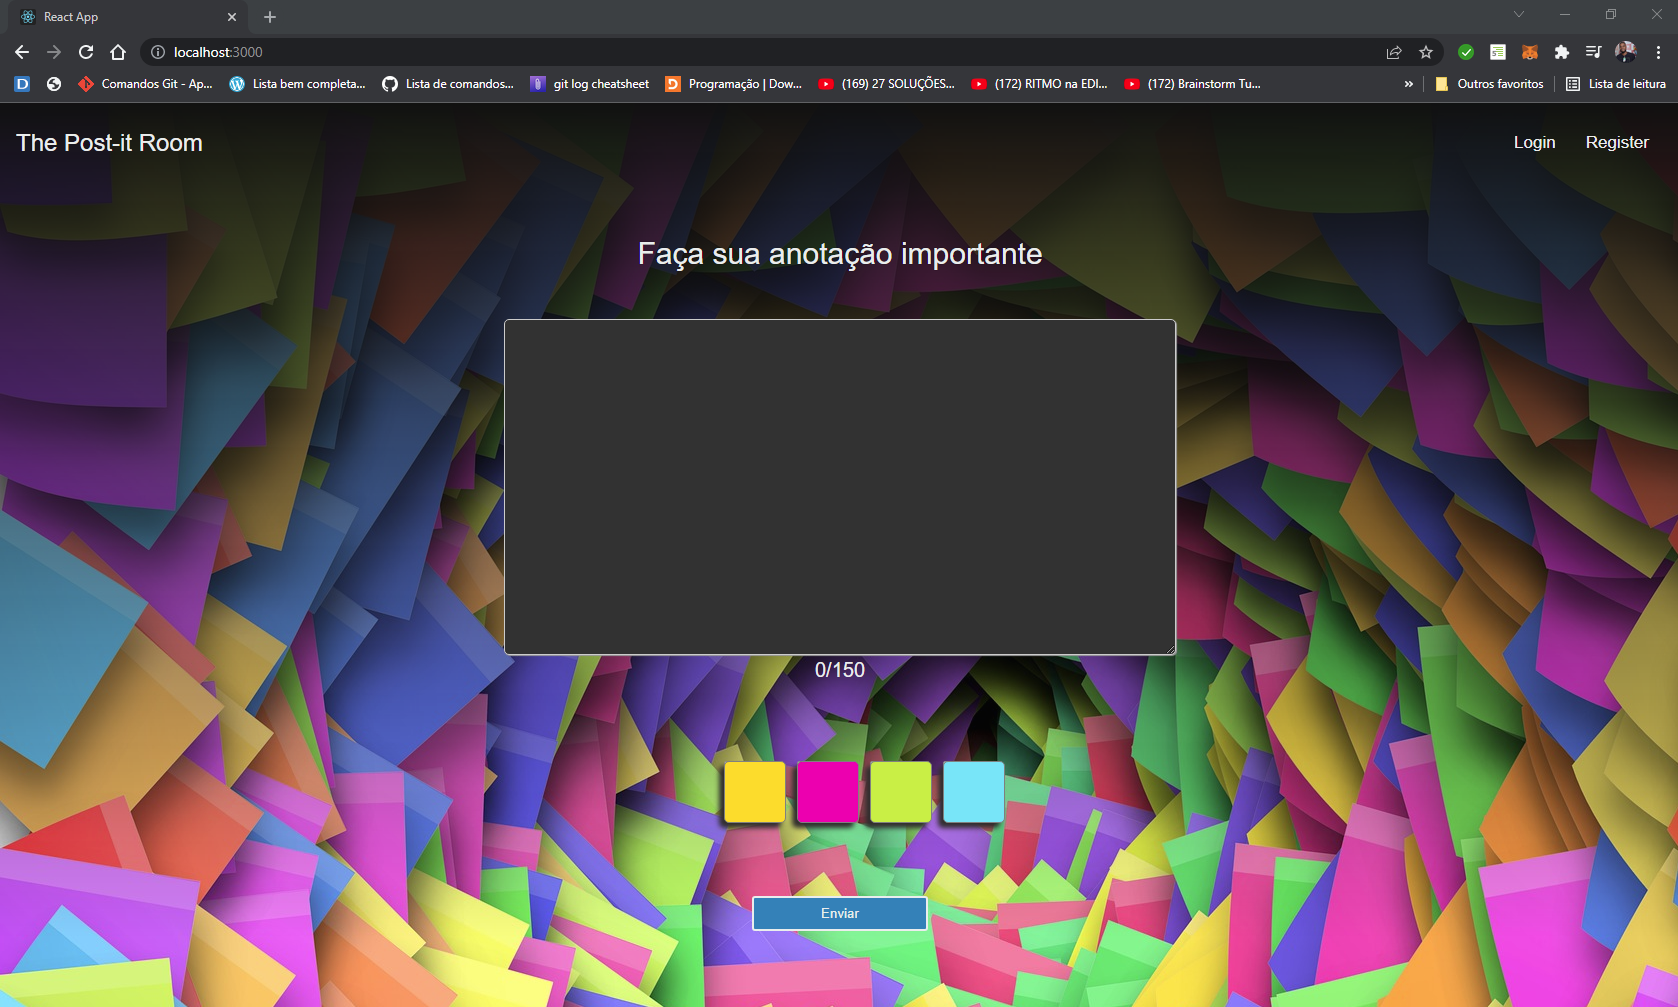 React App
localhost:3000
D Comandos Git - Ap... Lista bem completa... Lista de comandos... git log cheatsheet Programação | Dow... (169) 27 SOLUÇÕES... (172) RITMO na EDI... (172) Brainstorm Tu... » Outros favoritos Lista de leitura
The Post-it Room Login Register
Faça sua anotação importante
0/150
Enviar